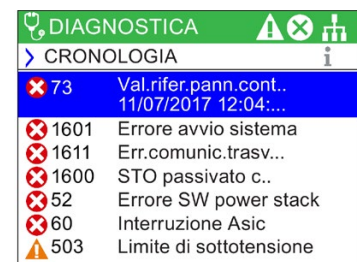 DIAGNOSTICA
CRONOLOGIA
73 Val.rifer.pann.cont..
11/07/2017 12:04:...
1601 Errore avvio sistema
1611 Err.comunic.trasv...
1600 STO passivato c..
52 Errore SW power stack
60 Interruzione Asic
503 Limite di sottotensione